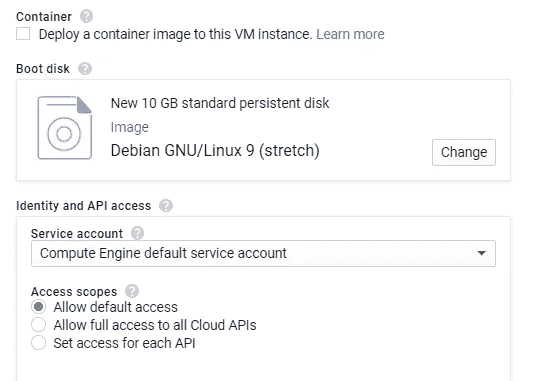 Container
Deploy a container image to this VM instance. Learn more
Boot disk
New 10 GB standard persistent disk
Image
Debian GNU/Linux 9 (stretch)
Change
Identity and API access
Service account
Compute Engine default service account
Access scopes
Allow default access
Allow full access to all Cloud APIs
Set access for each API